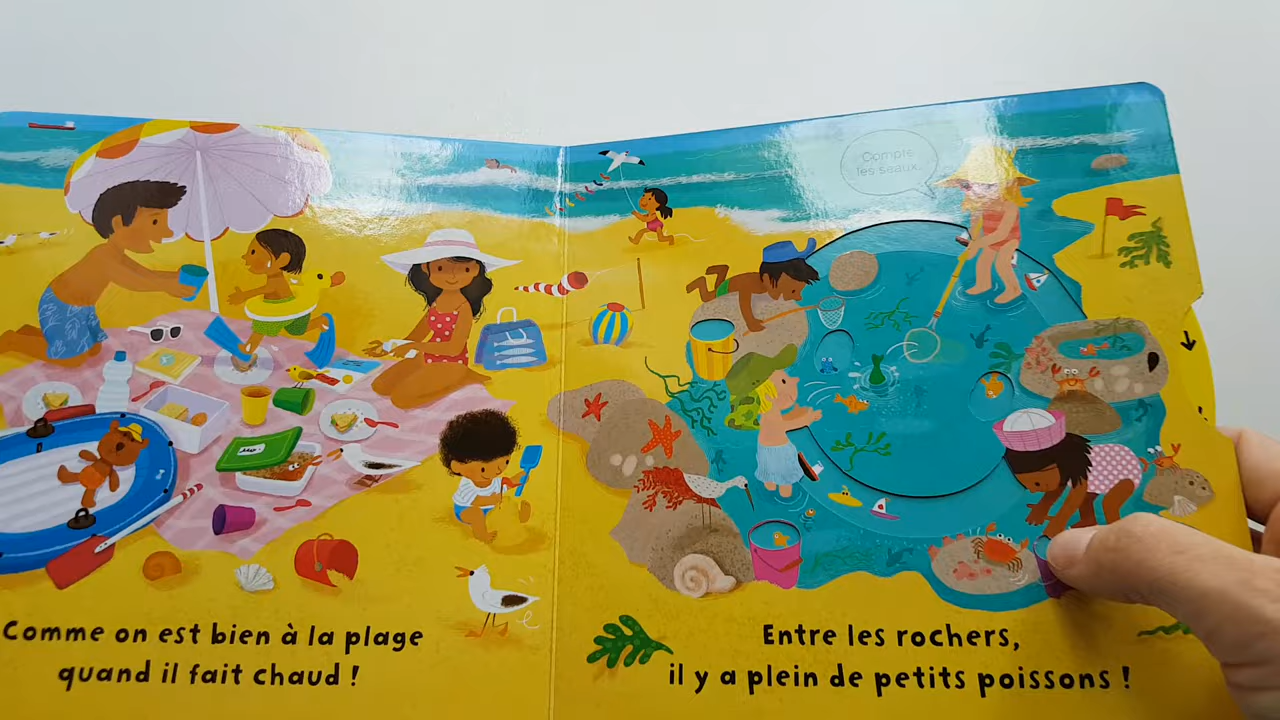 Comme on est bien à la plage
quand il fait chaud !
Compte
les seaux.
Entre les rochers,
il y a plein de petits poissons !